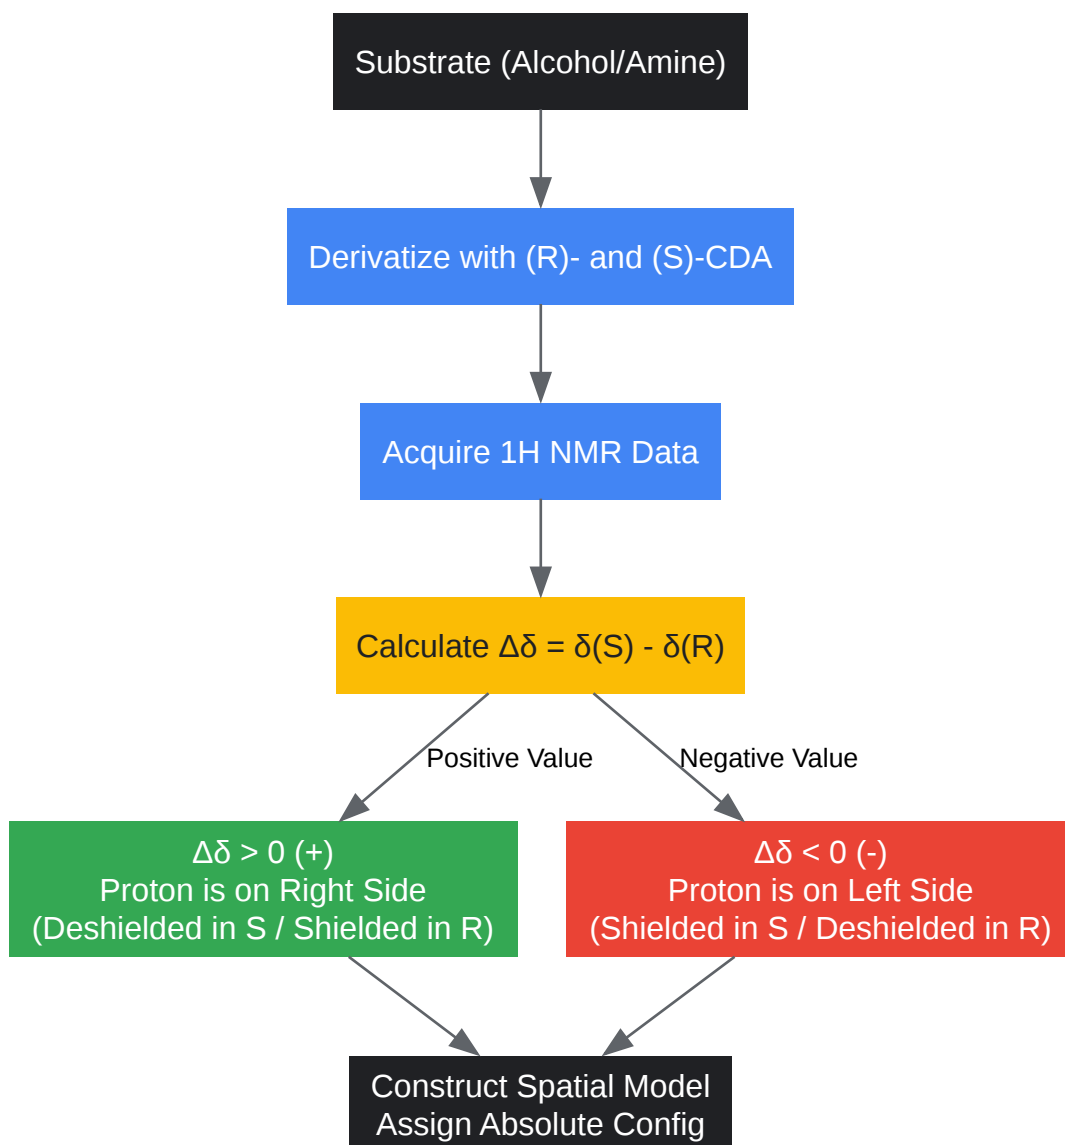 Substrate (Alcohol/Amine)
Derivatize with (R)- and (S)-CDA
Acquire 1H NMR Data
Calculate Δδ = δ(S) - δ(R)
Positive Value
Negative Value
Δδ > 0 (+)
Proton is on Right Side
(Deshielded in S / Shielded in R)
Δδ < 0 (-)
Proton is on Left Side
(Shielded in S / Deshielded in R)
Construct Spatial Model
Assign Absolute Config